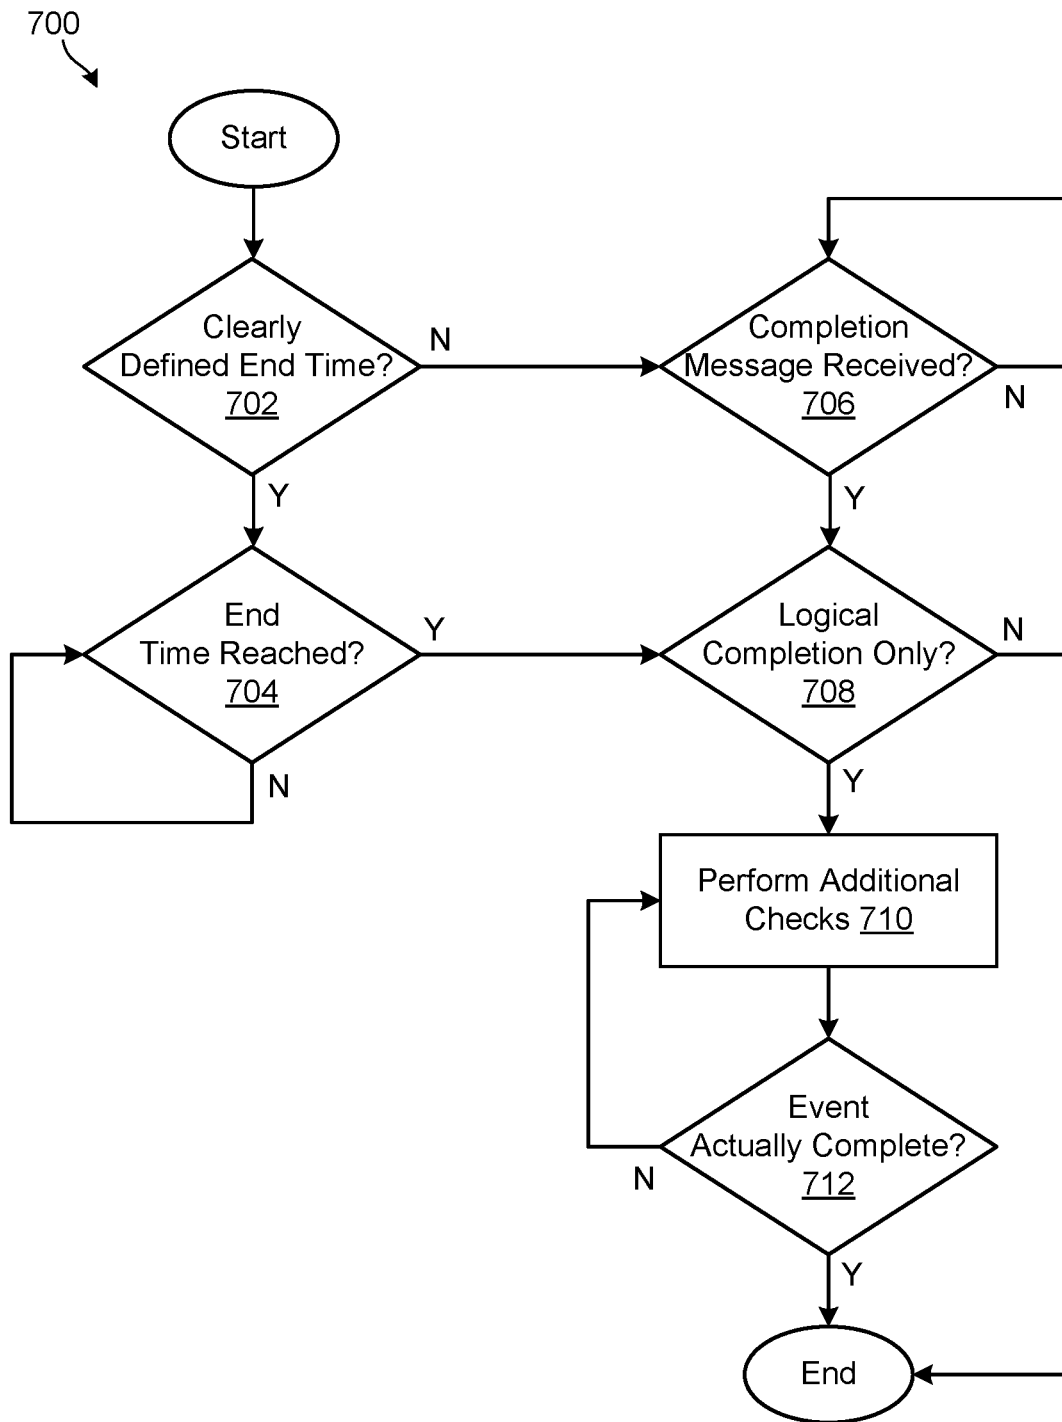 700
Start
Clearly
Defined End Time?
702
N
Y
Completion
Message Received?
706
N
Y
End
Time Reached?
704
Y
N
Logical
Completion Only?
708
N
Y
Perform Additional
Checks 710
Event
Actually Complete?
712
N
Y
End